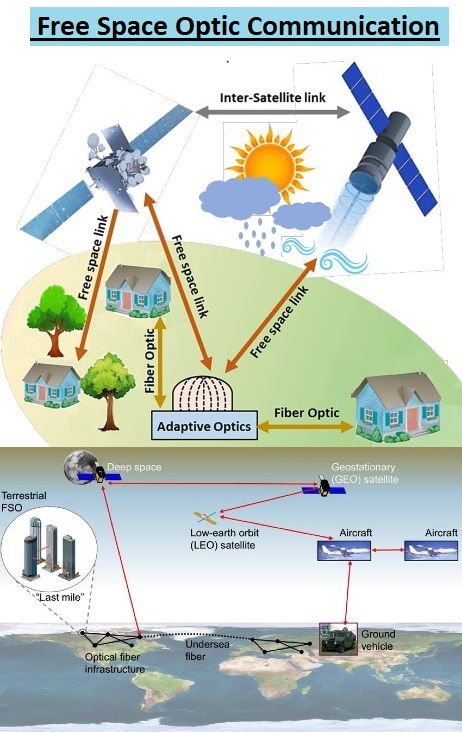 Free Space Optic Communication
Inter-Satellite link
Free space link
Free space link
Free space link
Fiber Optic
Adaptive Optics
Fiber Optic
Deep space
Geostationary
(GEO) satellite
Terrestrial
FSO
Low-earth orbit
(LEO) satellite
Aircraft
Aircraft
"Last mile"
Optical fiber
infrastructure
Undersea
fiber
Ground
vehicle